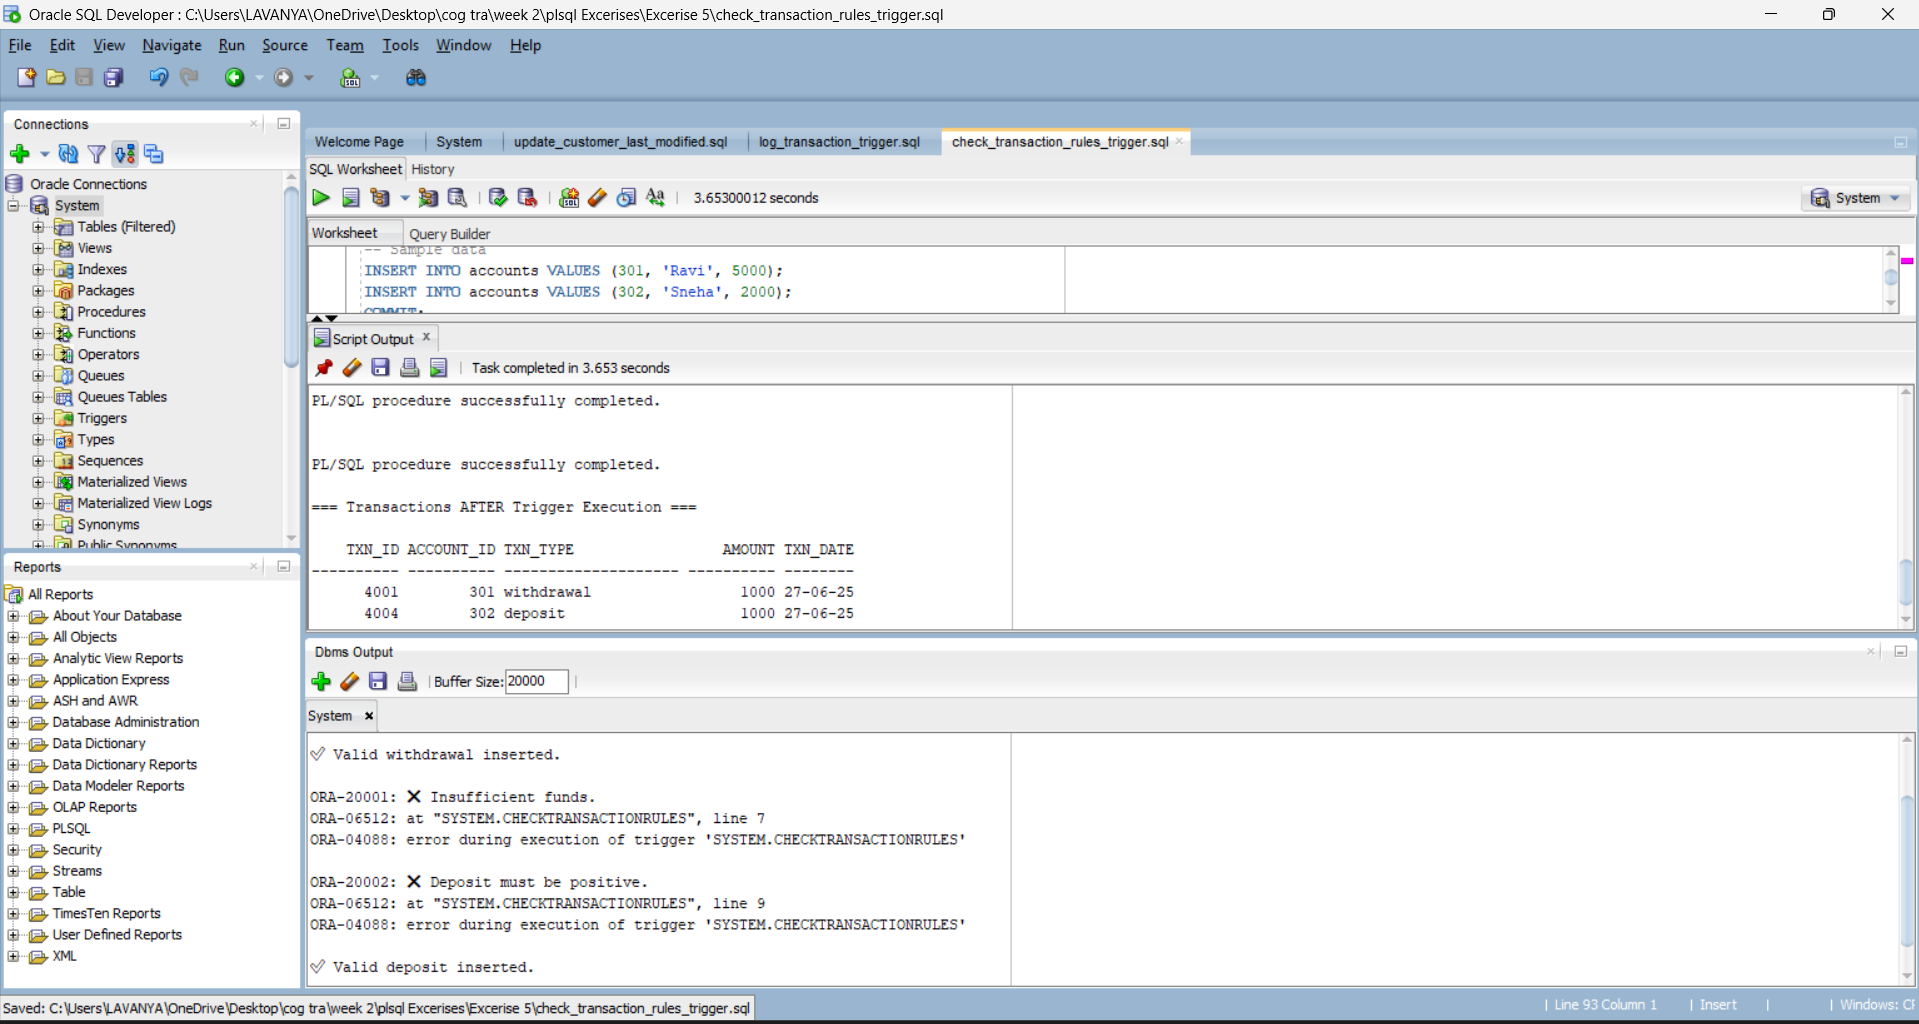 Oracle SQL Developer : C:\Users\LAVANYA\OneDrive\Desktop\cog tra\week 2\plsql Excerises\Excerise 5\check_transaction_rules_trigger.sql
File Edit View Navigate Run Source Team Tools Window Help
Connections
Oracle Connections
System
Tables (Filtered)
Views
Indexes
Packages
Procedures
Functions
Operators
Queues
Queues Tables
Triggers
Types
Sequences
Materialized Views
Materialized View Logs
Synonyms
Public Synonyms
Reports
All Reports
About Your Database
All Objects
Analytic View Reports
Application Express
ASH and AWR
Database Administration
Data Dictionary
Data Dictionary Reports
Data Modeler Reports
OLAP Reports
PLSQL
Security
Streams
Table
TimesTen Reports
User Defined Reports
XML
Welcome Page System update_customer_last_modified.sql log_transaction_trigger.sql check_transaction_rules_trigger.sql
SQL Worksheet History
3.65300012 seconds
System
Worksheet Query Builder
-- Sample data
INSERT INTO accounts VALUES (301, 'Ravi', 5000);
INSERT INTO accounts VALUES (302, 'Sneha', 2000);
COMMIT;
Script Output
Task completed in 3.653 seconds
PL/SQL procedure successfully completed.
PL/SQL procedure successfully completed.
=== Transactions AFTER Trigger Execution ===
TXN_ID ACCOUNT_ID TXN_TYPE AMOUNT TXN_DATE
---------- ---------- -------------------- ---------- --------
4001 301 withdrawal 1000 27-06-25
4004 302 deposit 1000 27-06-25
Dbms Output
Buffer Size: 20000
System
✓ Valid withdrawal inserted.
ORA-20001: ✕ Insufficient funds.
ORA-06512: at "SYSTEM.CHECKTRANSACTIONRULES", line 7
ORA-04088: error during execution of trigger 'SYSTEM.CHECKTRANSACTIONRULES'
ORA-20002: ✕ Deposit must be positive.
ORA-06512: at "SYSTEM.CHECKTRANSACTIONRULES", line 9
ORA-04088: error during execution of trigger 'SYSTEM.CHECKTRANSACTIONRULES'
✓ Valid deposit inserted.
Saved: C:\Users\LAVANYA\OneDrive\Desktop\cog tra\week 2\plsql Excerises\Excerise 5\check_transaction_rules_trigger.sql
Line 93 Column 1 Insert Windows: CF